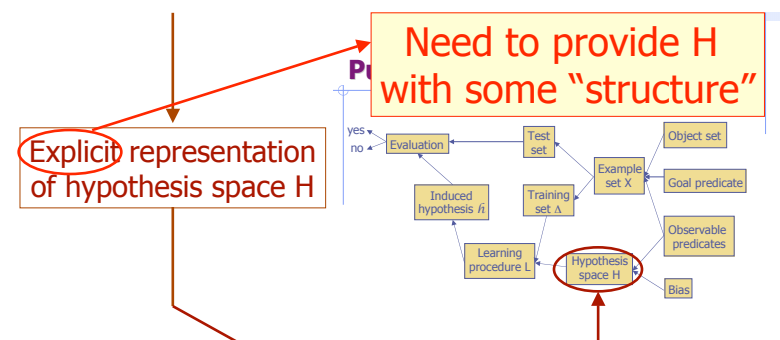 Need to provide H
with some “structure”
Explicit representation
of hypothesis space H
yes
no
Evaluation
Test
set
Object set
Example
set X
Goal predicate
Induced
hypothesis ℎ
Training
set Δ
Observable
predicates
Learning
procedure L
Hypothesis
space H
Bias